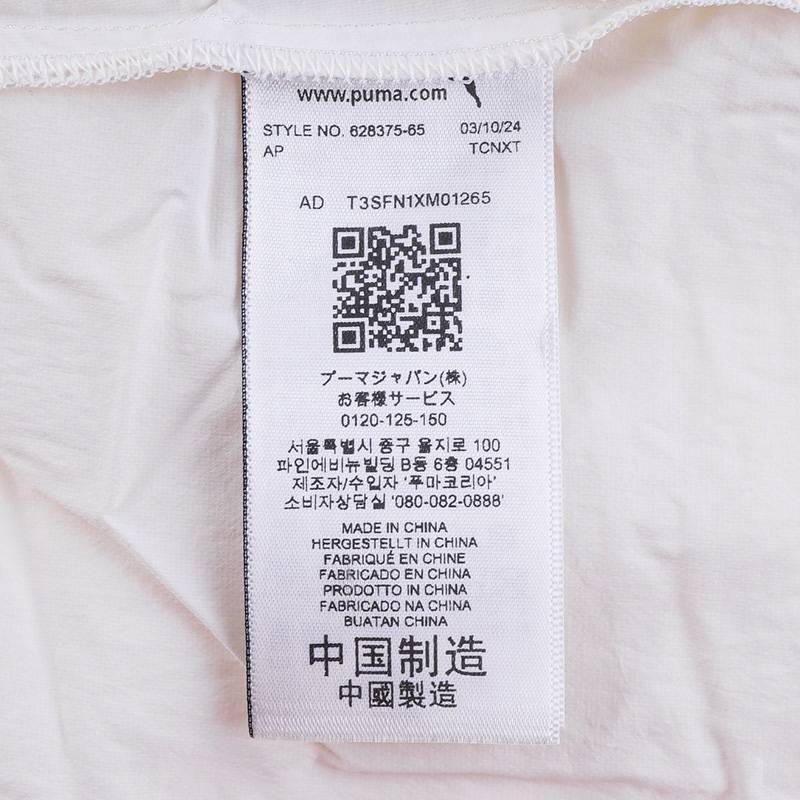 www.puma.com
STYLE NO. 628375-65 03/10/24
AP TCNXT
AD T3SFN1XM01265
プーマジャパン(株)
お客様サービス
0120-125-150
서울특별시 중구 을지로 100
파인에비뉴빌딩 B동 6층 04551
제조자/수입자 '푸마코리아'
소비자상담실 '080-082-0888'
MADE IN CHINA
HERGESTELLT IN CHINA
FABRIQUÉ EN CHINE
FABRICADO EN CHINA
PRODOTTO IN CHINA
FABRICADO NA CHINA
BUATAN CHINA
中国制造
中國製造